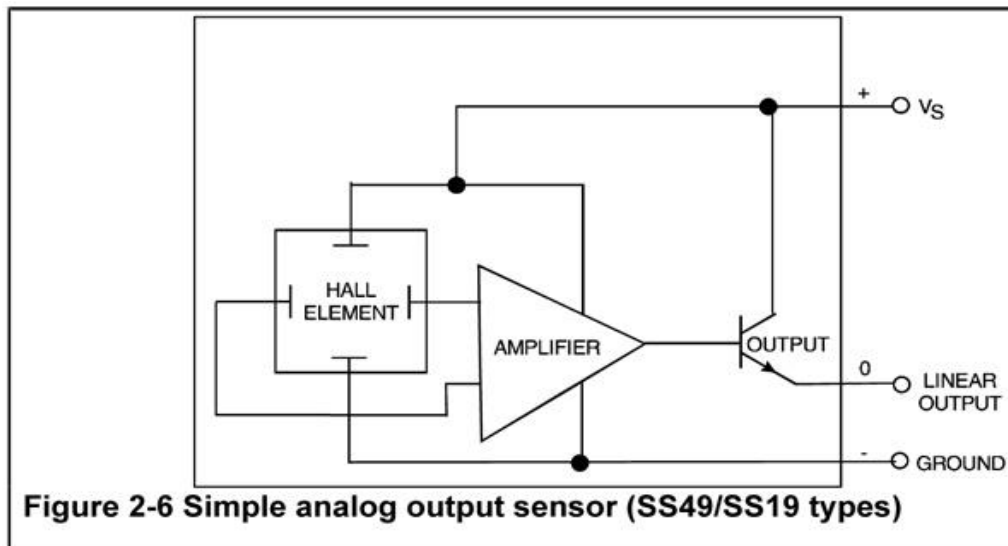 +
VS
HALL
ELEMENT
AMPLIFIER
OUTPUT
0
LINEAR
OUTPUT
-
GROUND
Figure 2-6 Simple analog output sensor (SS49/SS19 types)